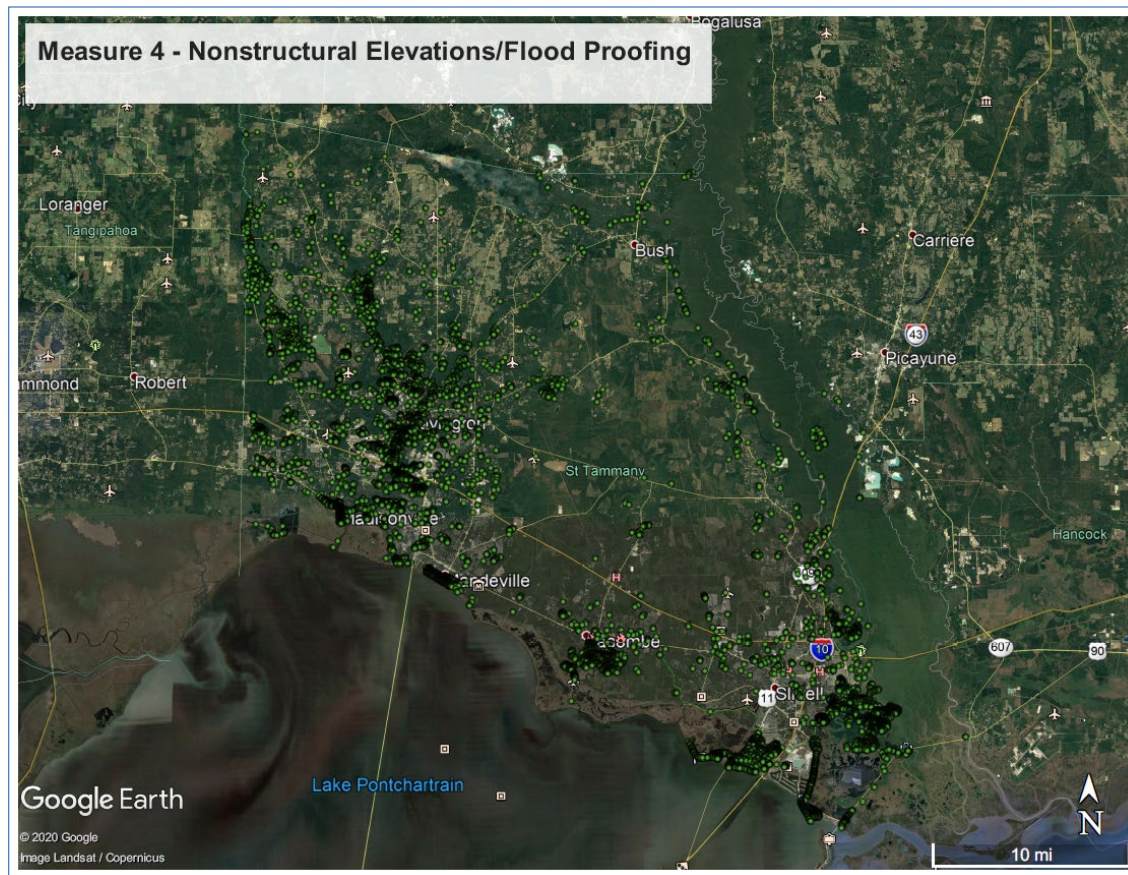 Measure 4 - Nonstructural Elevations/Flood Proofing
Bogalusa
City
Loranger
Tangipahoa
Bush
Carriere
43
Picayune
Robert
St Tammany
Hancock
10
607
90
11
Lake Pontchartrain
Google Earth
© 2020 Google
Image Landsat / Copernicus
N
10 mi